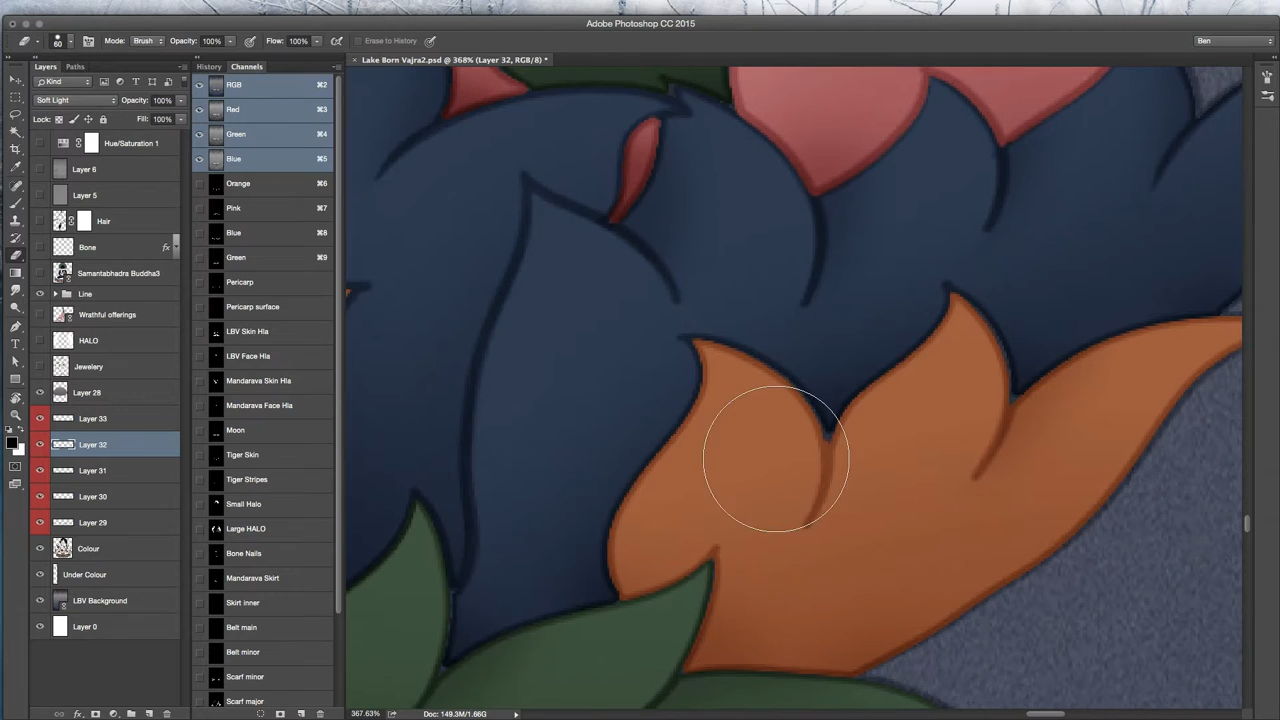 Adobe Photoshop CC 2015
60 Mode: Brush Opacity: 100% Flow: 100% Erase to History Ben
Layers Paths Channels × Lake Born Vajra2.psd @ 368% (Layer 32, RGB/8) *
Kind
Soft Light Opacity: 100%
Lock: Fill: 100%
Hue/Saturation 1
Layer 6
Layer 5
Hair
Bone fx
Samantabhadra Buddha3
Line
Wrathful offerings
HALO
Jewelery
Layer 28
Layer 33
Layer 32
Layer 31
Layer 30
Layer 29
Colour
Under Colour
LBV Background
Layer 0
RGB ⌘2
Red ⌘3
Green ⌘4
Blue ⌘5
Orange ⌘6
Pink ⌘7
Blue ⌘8
Green ⌘9
Pericarp
Pericarp surface
LBV Skin Hla
LBV Face Hla
Mandarava Skin Hla
Mandarava Face Hla
Moon
Tiger Skin
Tiger Stripes
Small Halo
Large HALO
Bone Nails
Mandarava Skirt
Skirt inner
Belt main
Belt minor
Scarf minor
Scarf major
fx 367.63% Doc: 149.3M/1.66G